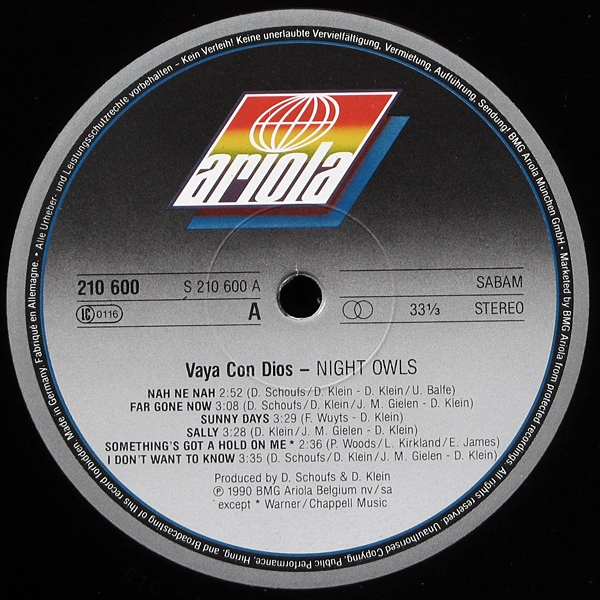 • Alle Urheber- und Leistungsschutzrechte vorbehalten – Kein Verleih! Keine unerlaubte Vervielfältigung, Vermietung, Aufführung, Sendung! BMG Ariola München GmbH • Marketed by BMG Ariola from protected recordings. All rights reserved. Unauthorised Copying, Public Performance, Hiring, and Broadcasting of this record forbidden. Made in Germany. Fabriqué en Allemagne.
ariola
210 600 S 210 600 A
LC 0116 A
SABAM
33⅓ STEREO
Vaya Con Dios – NIGHT OWLS
NAH NE NAH 2:52 (D. Schoufs/D. Klein - D. Klein/U. Balfe)
FAR GONE NOW 3:08 (D. Schoufs/D. Klein/J. M. Gielen - D. Klein)
SUNNY DAYS 3:29 (F. Wuyts - D. Klein)
SALLY 3:28 (D. Klein/J. M. Gielen - D. Klein)
SOMETHING'S GOT A HOLD ON ME * 2:36 (P. Woods/L. Kirkland/E. James)
I DON'T WANT TO KNOW 3:35 (D. Schoufs/D. Klein/J. M. Gielen - D. Klein)
Produced by D. Schoufs & D. Klein
℗ 1990 BMG Ariola Belgium nv/sa
except * Warner/Chappell Music